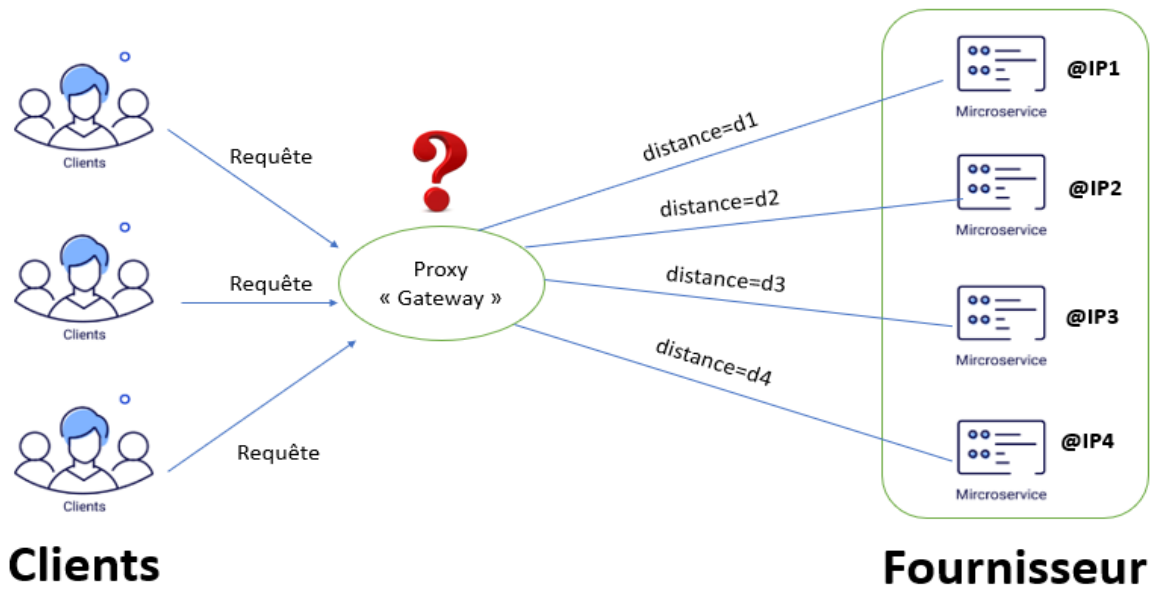 Clients
Clients
Clients
Clients
Requête
Requête
Requête
?
Proxy
« Gateway »
distance=d1
distance=d2
distance=d3
distance=d4
@IP1
Mircroservice
@IP2
Mircroservice
@IP3
Mircroservice
@IP4
Mircroservice
Fournisseur